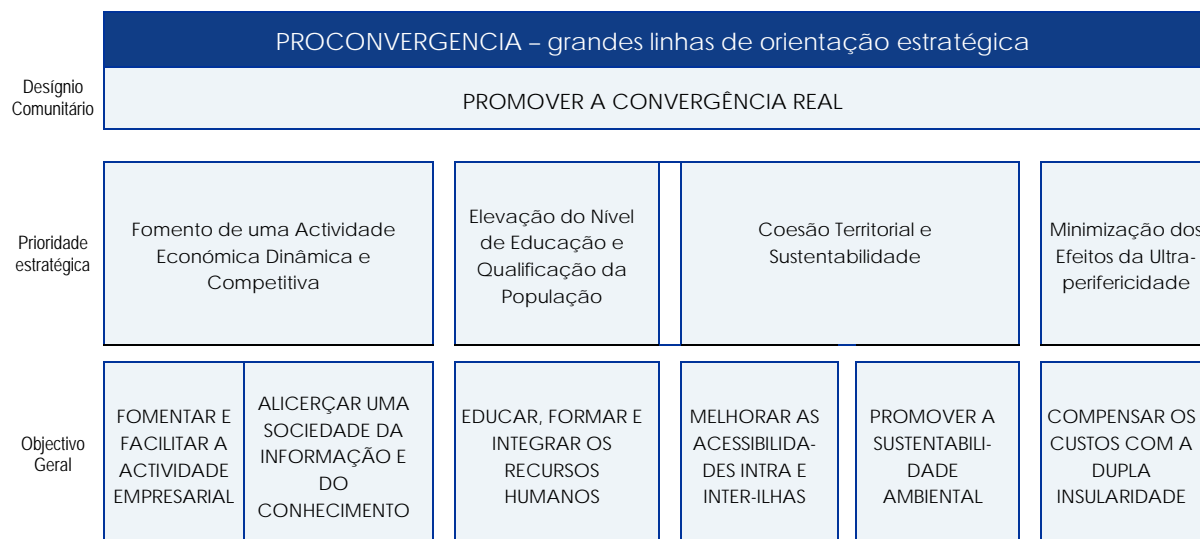 PROCONVERGENCIA – grandes linhas de orientação estratégica
Desígnio
Comunitário
PROMOVER A CONVERGÊNCIA REAL
Prioridade
estratégica
Fomento de uma Actividade
Económica Dinâmica e
Competitiva
Elevação do Nível
de Educação e
Qualificação da
População
Coesão Territorial e
Sustentabilidade
Minimização dos
Efeitos da Ultra-
perifericidade
Objectivo
Geral
FOMENTAR E
FACILITAR A
ACTIVIDADE
EMPRESARIAL
ALICERÇAR UMA
SOCIEDADE DA
INFORMAÇÃO E
DO
CONHECIMENTO
EDUCAR, FORMAR E
INTEGRAR OS
RECURSOS
HUMANOS
MELHORAR AS
ACESSIBILIDA-
DES INTRA E
INTER-ILHAS
PROMOVER A
SUSTENTABILI-
DADE
AMBIENTAL
COMPENSAR OS
CUSTOS COM A
DUPLA
INSULARIDADE